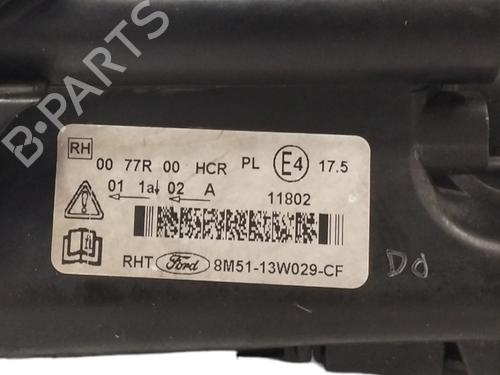 B-PARTS
RH
00 77R 00 HCR PL E4 17.5
01 1a 02 A 11802
RHT Ford 8M51-13W029-CF
Dd